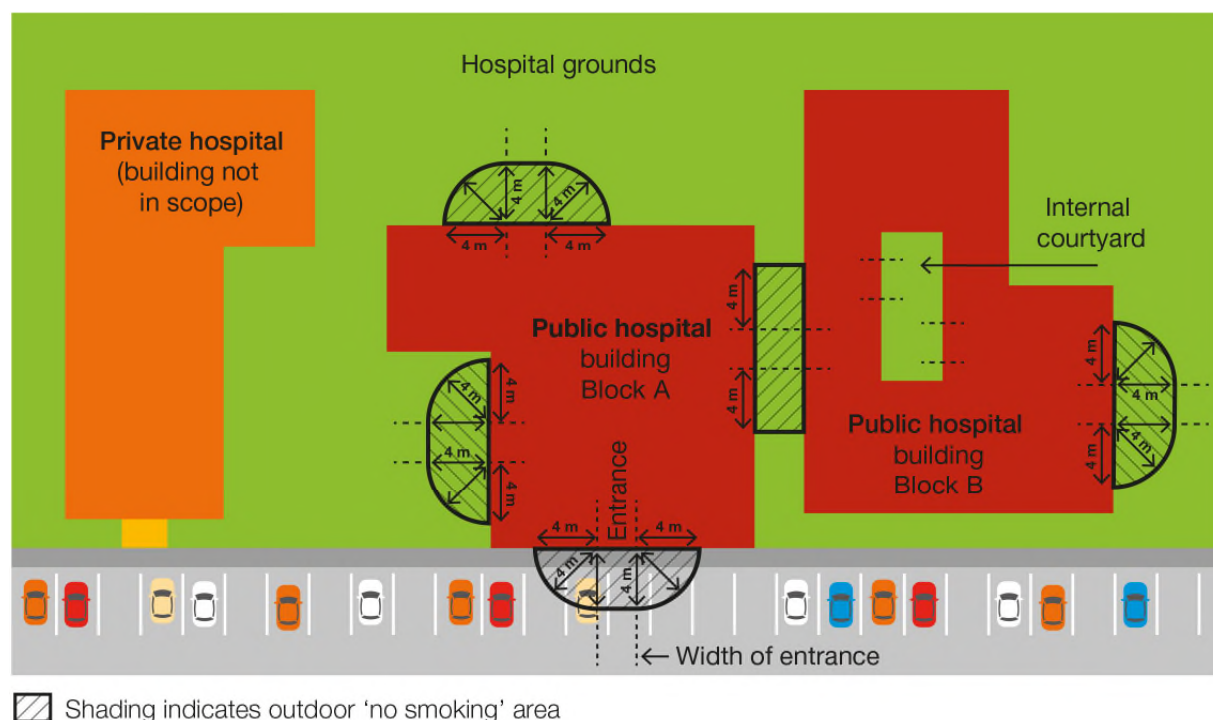 Hospital grounds
Private hospital
(building not
in scope)
4 m
4 m
4 m
4 m
4 m
Internal
courtyard
4 m
4 m
Public hospital
building
Block A
4 m
4 m
4 m
4 m
Public hospital
building
Block B
4 m
4 m
4 m
4 m
Entrance
4 m
4 m
4 m
4 m
Width of entrance
Shading indicates outdoor ‘no smoking’ area